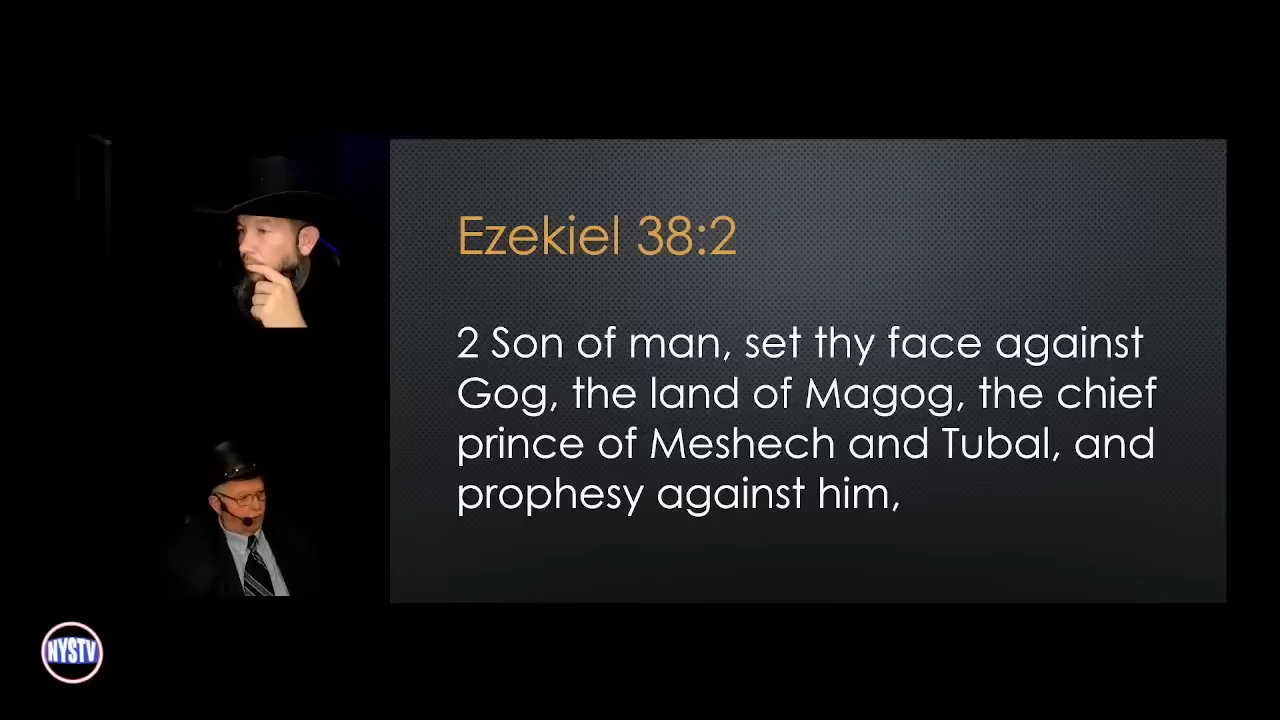 Ezekiel 38:2
2 Son of man, set thy face against
Gog, the land of Magog, the chief
prince of Meshech and Tubal, and
prophesy against him,
NYSTV